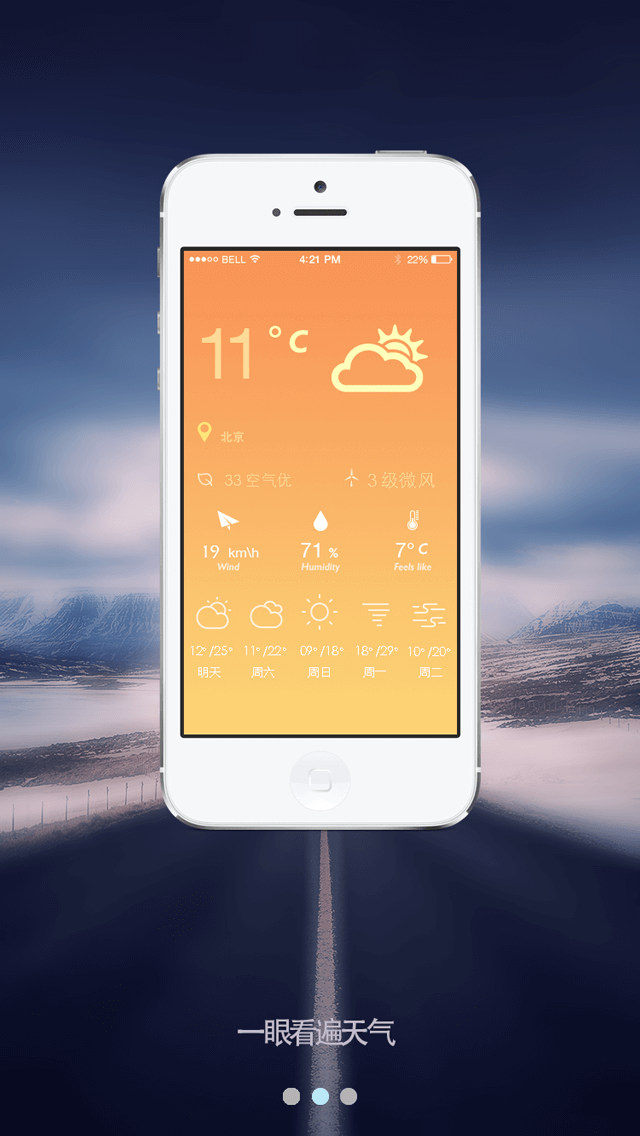 BELL 4:21 PM 22%
11°C
北京
33 空气优 3 级微风
19 km\h 71 % 7°C
Wind Humidity Feels like
12°/25° 11°/22° 09°/18° 18°/29° 10°/20°
明天 周六 周日 周一 周二
一眼看遍天气